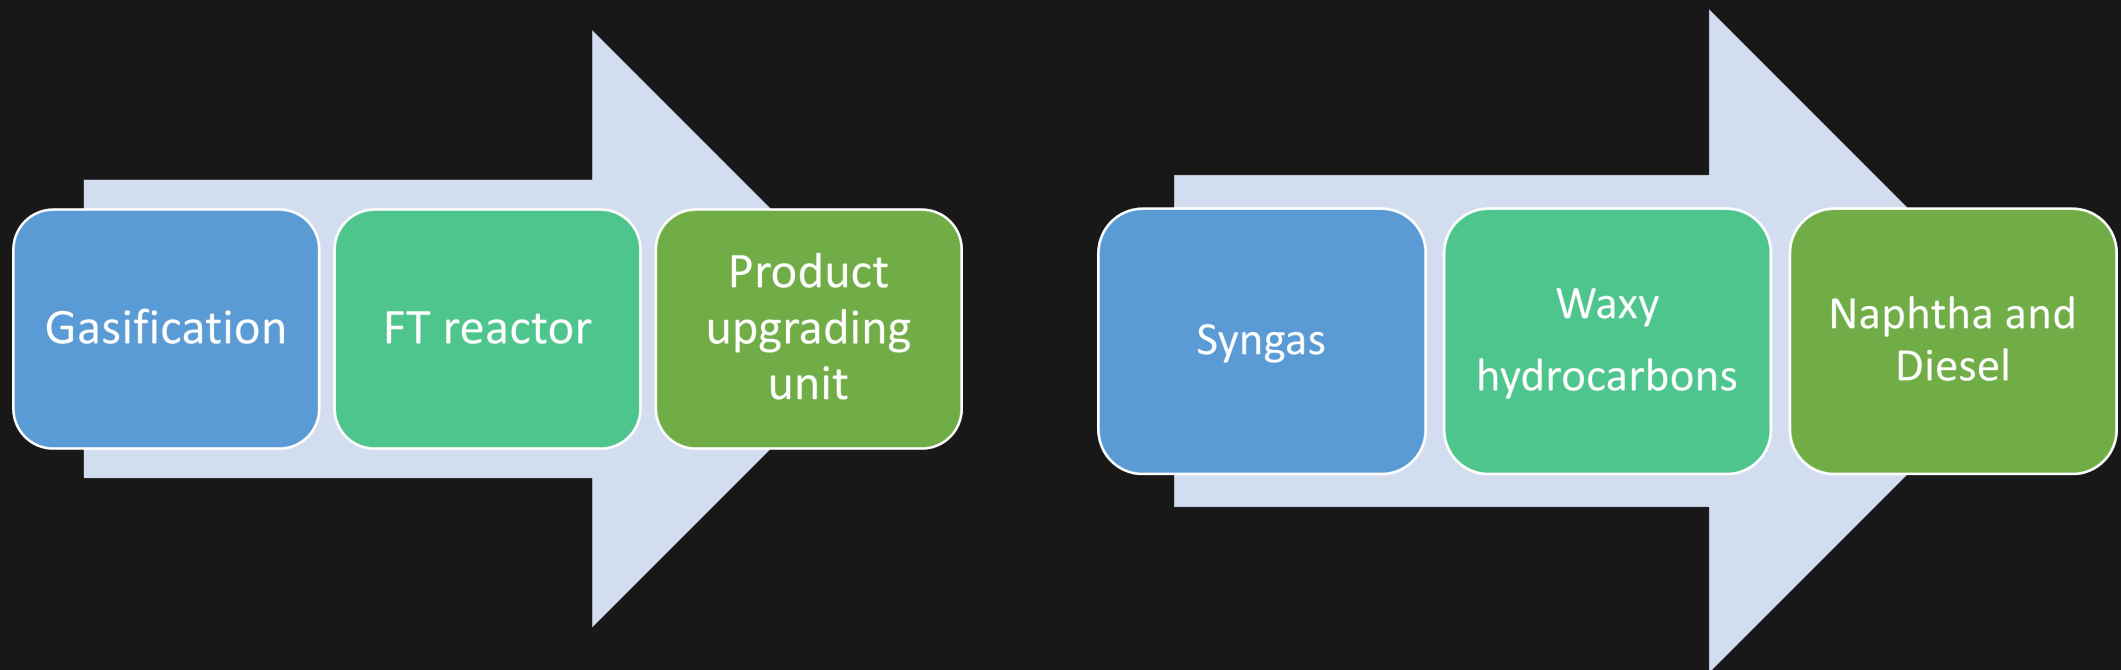 Gasification
FT reactor
Product
upgrading
unit
Syngas
Waxy
hydrocarbons
Naphtha and
Diesel